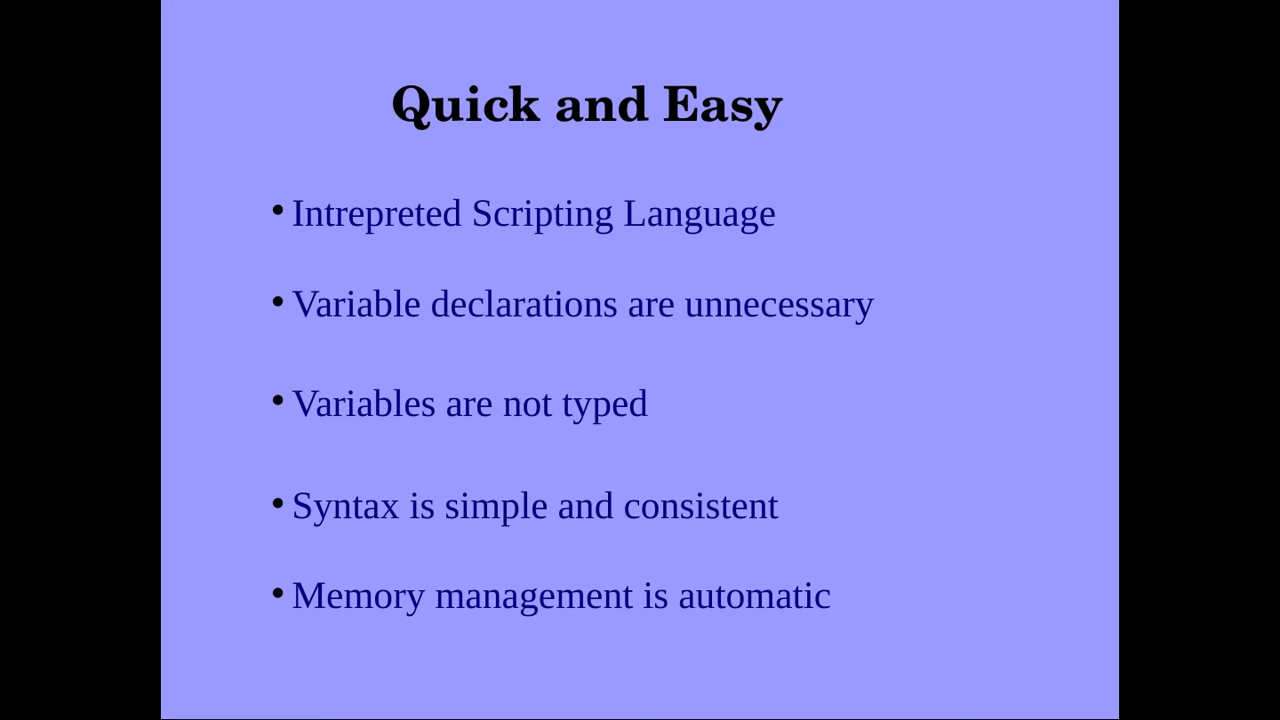 Quick and Easy
• Intrepreted Scripting Language
• Variable declarations are unnecessary
• Variables are not typed
• Syntax is simple and consistent
• Memory management is automatic